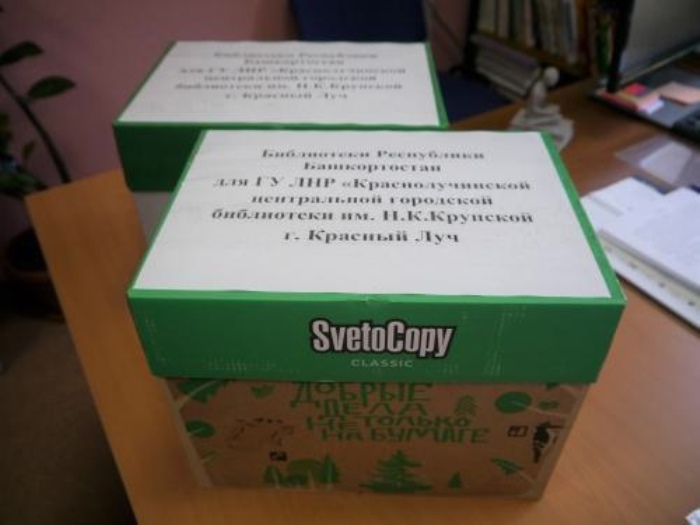 Библиотеки Республики
Башкортостан
для ГУ ЛНР «Краснолучинской
центральной городской
библиотеки им. Н.К.Крупской
г. Красный Луч
Библиотеки Республики
Башкортостан
для ГУ ЛНР «Краснолучинской
центральной городской
библиотеки им. Н.К.Крупской
г. Красный Луч
SvetoCopy
CLASSIC
ДОБРЫЕ
ДЕЛА
НЕ ТОЛЬКО
НА БУМАГЕ